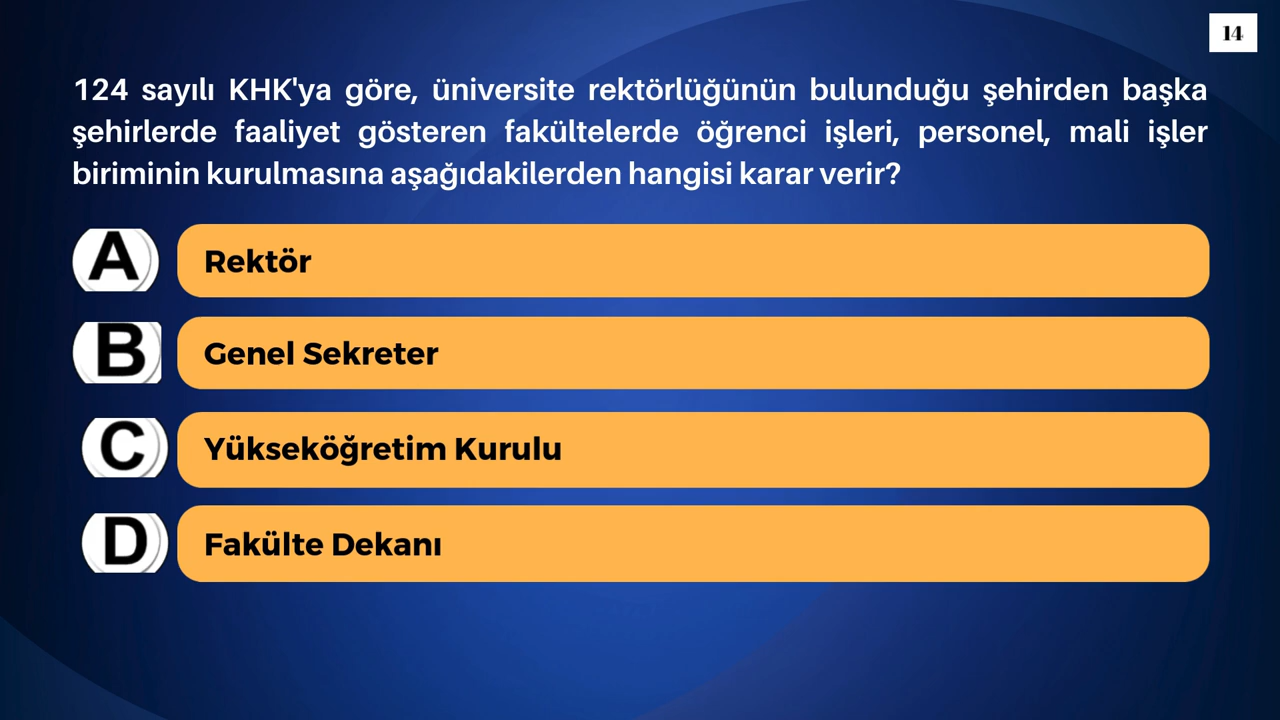 14
124 sayılı KHK'ya göre, üniversite rektörlüğünün bulunduğu şehirden başka
şehirlerde faaliyet gösteren fakültelerde öğrenci işleri, personel, mali işler
biriminin kurulmasına aşağıdakilerden hangisi karar verir?
A Rektör
B Genel Sekreter
C Yükseköğretim Kurulu
D Fakülte Dekanı